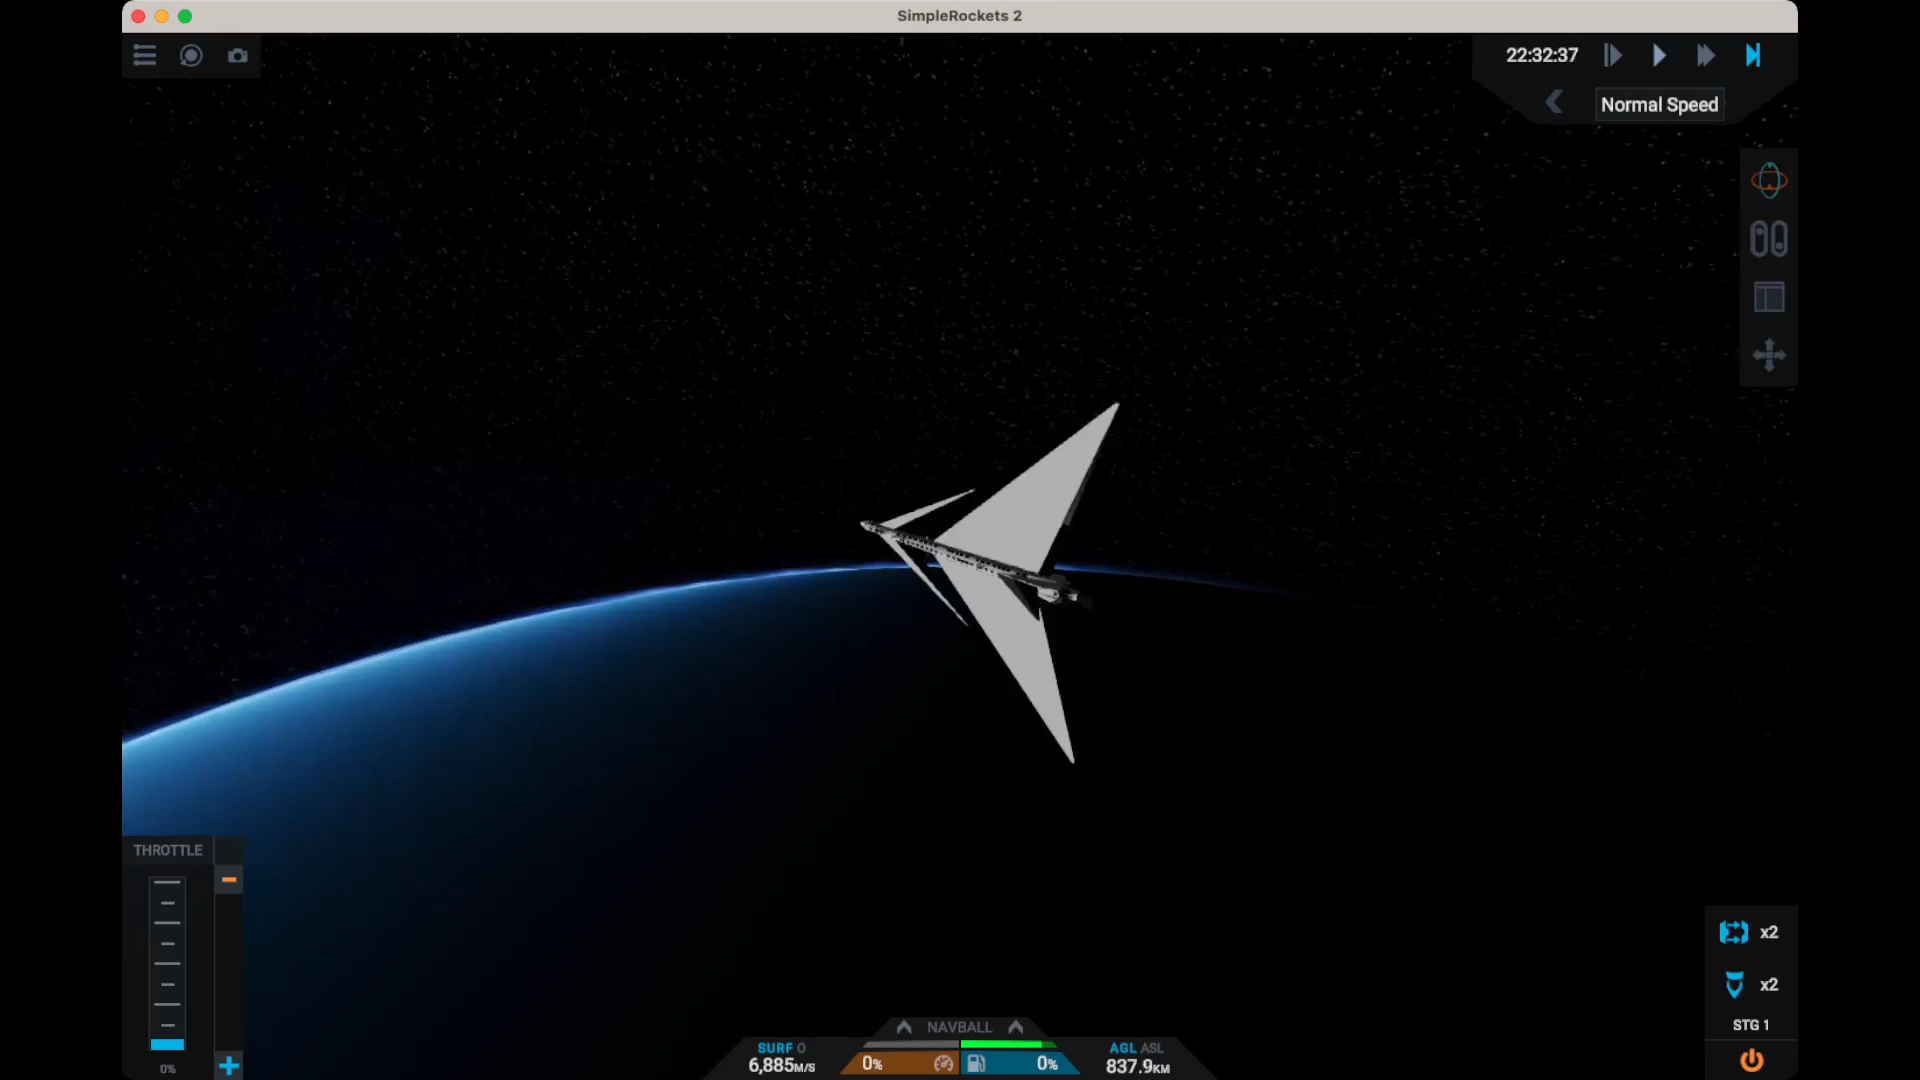 SimpleRockets 2
22:32:37
Normal Speed
THROTTLE
0%
x2
x2
STG 1
NAVBALL
SURF O
6,885M/S
0%
0%
AGL ASL
837.9KM